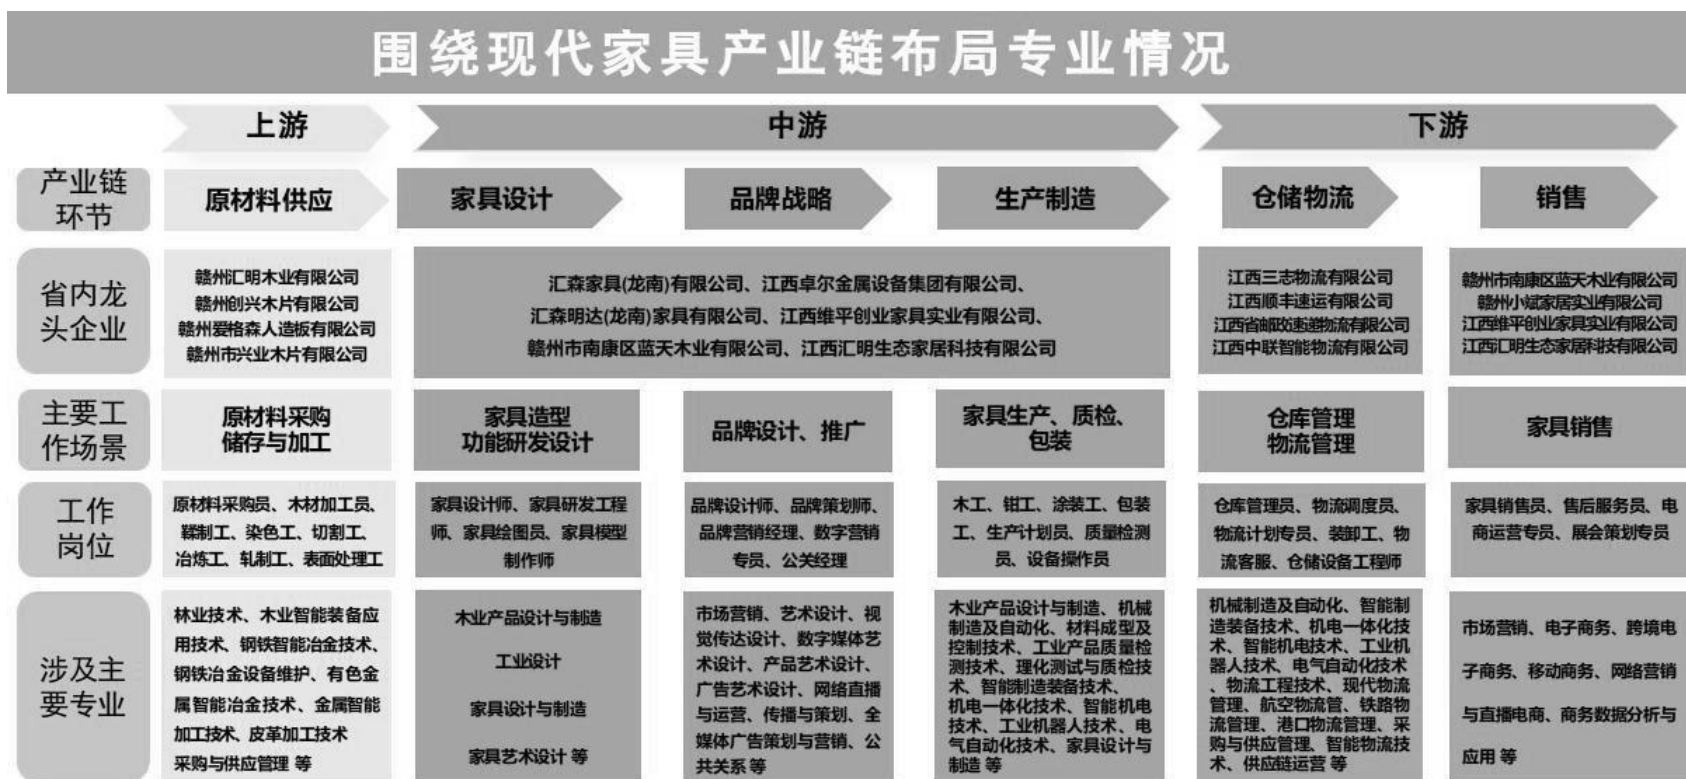 围绕现代家具产业链布局专业情况
上游
中游
下游
产业链
环节
原材料供应
家具设计
品牌战略
生产制造
仓储物流
销售
省内龙
头企业
赣州汇明木业有限公司
赣州创兴木片有限公司
赣州爱格森人造板有限公司
赣州市兴业木片有限公司
汇森家具(龙南)有限公司、江西卓尔金属设备集团有限公司、
汇森明达(龙南)家具有限公司、江西维平创业家具实业有限公司、
赣州市南康区蓝天木业有限公司、江西汇明生态家居科技有限公司
江西三志物流有限公司
江西顺丰速运有限公司
江西省邮政速递物流有限公司
江西中联智能物流有限公司
赣州市南康区蓝天木业有限公司
赣州小斌家居实业有限公司
江西维平创业家具实业有限公司
江西汇明生态家居科技有限公司
主要工
作场景
原材料采购
储存与加工
家具造型
功能研发设计
品牌设计、推广
家具生产、质检、
包装
仓库管理
物流管理
家具销售
工作
岗位
原材料采购员、木材加工员、
鞣制工、染色工、切割工、
冶炼工、轧制工、表面处理工
家具设计师、家具研发工程
师、家具绘图员、家具模型
制作师
品牌设计师、品牌策划师、
品牌营销经理、数字营销
专员、公关经理
木工、钳工、涂装工、包装
工、生产计划员、质量检测
员、设备操作员
仓库管理员、物流调度员、
物流计划专员、装卸工、物
流客服、仓储设备工程师
家具销售员、售后服务员、电
商运营专员、展会策划专员
涉及主
要专业
林业技术、木业智能装备应
用技术、钢铁智能冶金技术、
钢铁冶金设备维护、有色金
属智能冶金技术、金属智能
加工技术、皮革加工技术
采购与供应管理 等
木业产品设计与制造
工业设计
家具设计与制造
家具艺术设计 等
市场营销、艺术设计、视
觉传达设计、数字媒体艺
术设计、产品艺术设计、
广告艺术设计、网络直播
与运营、传播与策划、全
媒体广告策划与营销、公
共关系 等
木业产品设计与制造、机械
制造及自动化、材料成型及
控制技术、工业产品质量检
测技术、理化测试与质检技
术、智能制造装备技术、
机电一体化技术、智能机电
技术、工业机器人技术、电
气自动化技术、家具设计与
制造 等
机械制造及自动化、智能制
造装备技术、机电一体化技
术、智能机电技术、工业机
器人技术、电气自动化技术
、物流工程技术、现代物流
管理、航空物流管、铁路物
流管理、港口物流管理、采
购与供应管理、智能物流技
术、供应链运营 等
市场营销、电子商务、跨境电
子商务、移动商务、网络营销
与直播电商、商务数据分析与
应用 等